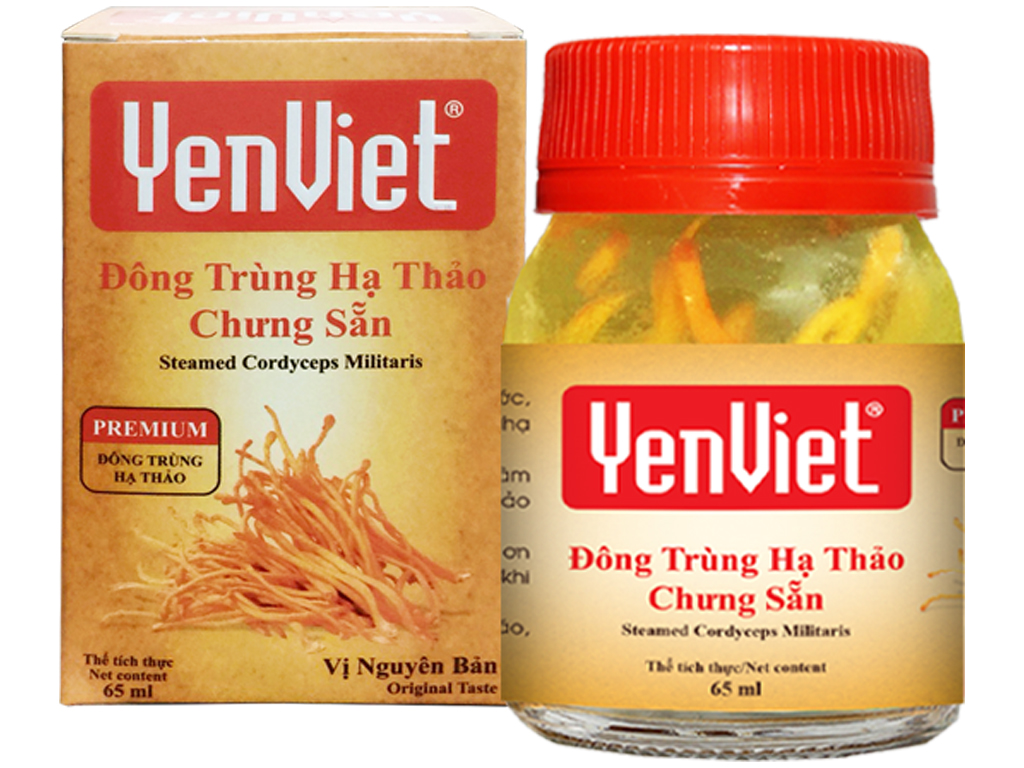 YenViet®
Đông Trùng Hạ Thảo
Chưng Sẵn
Steamed Cordyceps Militaris
PREMIUM
ĐÔNG TRÙNG
HẠ THẢO
Thể tích thực
Net content
65 ml
Vị Nguyên Bản
Original Taste
YenViet®
Đông Trùng Hạ Thảo
Chưng Sẵn
Steamed Cordyceps Militaris
Thể tích thực/Net content
65 ml